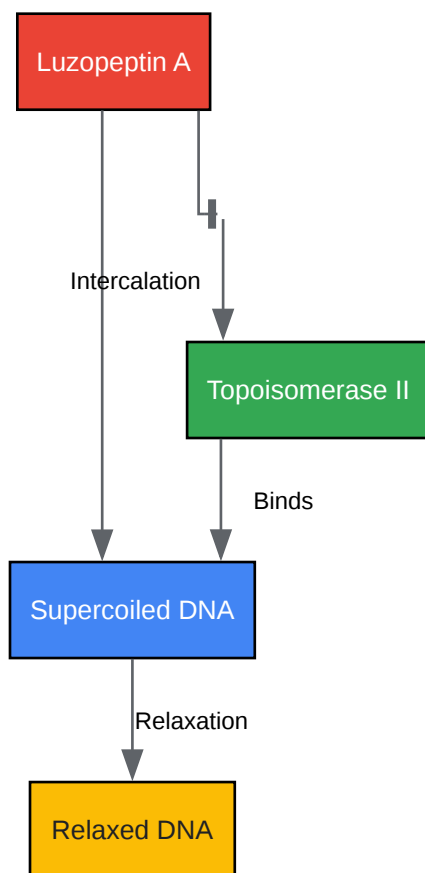 Luzopeptin A
Intercalation
Topoisomerase II
Binds
Supercoiled DNA
Relaxation
Relaxed DNA